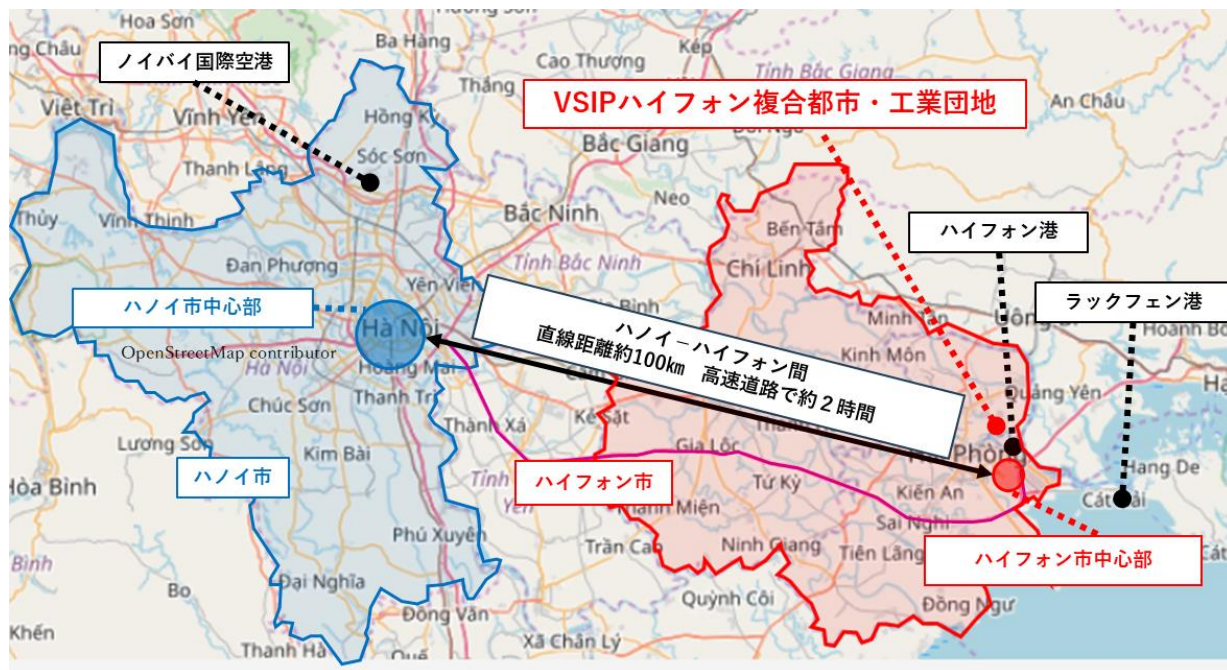 Hoa Sơn
Ba Hàng
Kép
Cao Thượng
Tỉnh Bắc Giang
Thắng
ノイバイ国際空港
Việt Trì
Vĩnh Yên
Hồng Kỳ
VSIPハイフォン複合都市・工業団地
An Châu
Bắc Giang
Sóc Sơn
Thanh Lãng
Neo
Thủy
Vĩnh Thịnh
Bắc Ninh
Bến Tắm
ハイフォン港
Đan Phượng
Tỉnh Bắc Ninh
Chí Linh
Yên Viên
ラックフェン港
ハノイ市中心部
Hà Nội
ハノイ－ハイフォン間
直線距離約100㎞ 高速道路で約２時間
Minh Tân
OpenStreetMap contributor
Hà Nội
Hoàng Mai
Kinh Môn
Quảng Yên
Chúc Sơn
Thanh Trì
Thành Xá
Kẻ Sặt
Lương Sơn
Kim Bài
Gia Lộc
Phòng
Hang De
Hòa Bình
ハノイ市
ハイフォン市
Tứ Kỳ
Kiến An
Cát Hải
Thanh Miện
Sai Nghi
Phú Xuyên
Trần Cao
Ninh Giang
Tiên Lãng
ハイフォン市中心部
Bình
Bo
Đại Nghĩa
Quỳnh Côi
Đồng Văn
Đồng Ngư
Khến
Thanh Hà
Quế
Xã Chân Lý